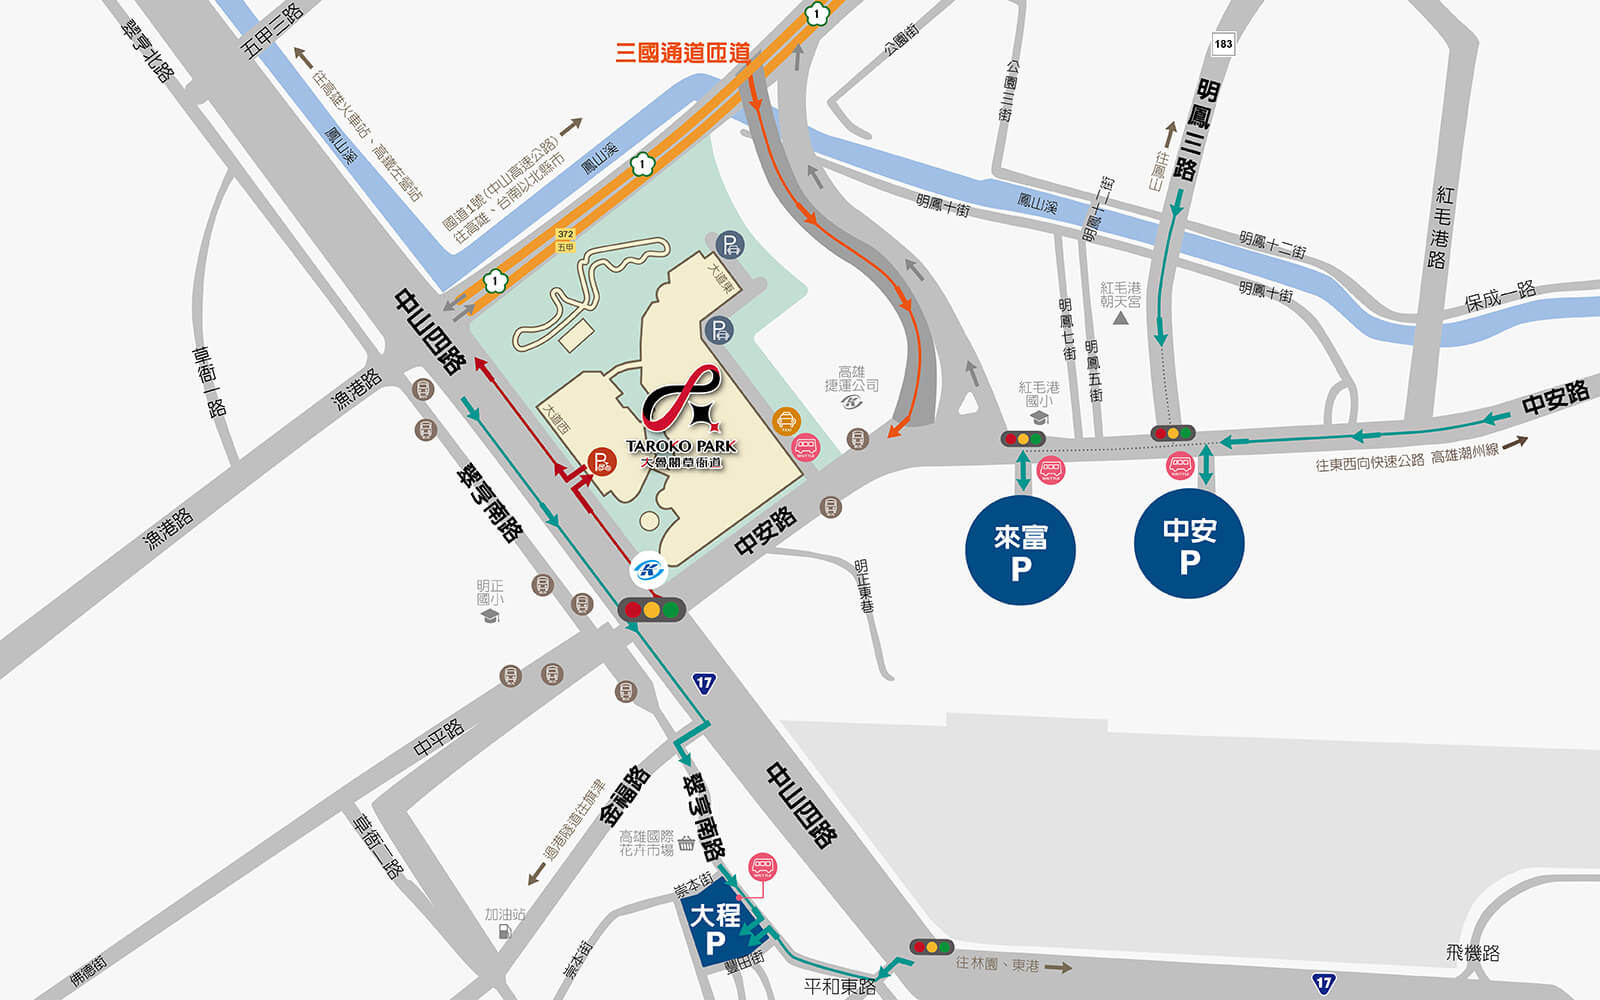 翠亨北路
五甲三路
往高雄火車站、高鐵左營站
鳳山溪
國道1號(中山高速公路)
往高雄、台南以北縣市
鳳山溪
三國通道匝道
1
1
1
372
五甲
公園街
公園三街
183
明鳳三路
往鳳山
鳳山溪
明鳳十街
明鳳十二街
明鳳十二街
明鳳十街
紅毛港路
保成一路
紅毛港
朝天宮
明鳳七街
明鳳五街
紅毛港
國小
中安路
往東西向快速公路 高雄潮州線
高雄
捷運公司
大道東
P
P
大道西
P
TAROKO PARK
大魯閣草衙道
TAXI
SHUTTLE
SHUTTLE
SHUTTLE
來富
P
中安
P
中山四路
草衙一路
漁港路
漁港路
翠亨南路
中安路
明正東巷
明正
國小
17
中平路
金福路
過港隧道往旗津
翠亨南路
中山四路
高雄國際
花卉市場
草衙二路
佛德街
加油站
崇本街
崇本街
SHUTTLE
大程
P
豐田街
平和東路
往林園、東港
飛機路
17